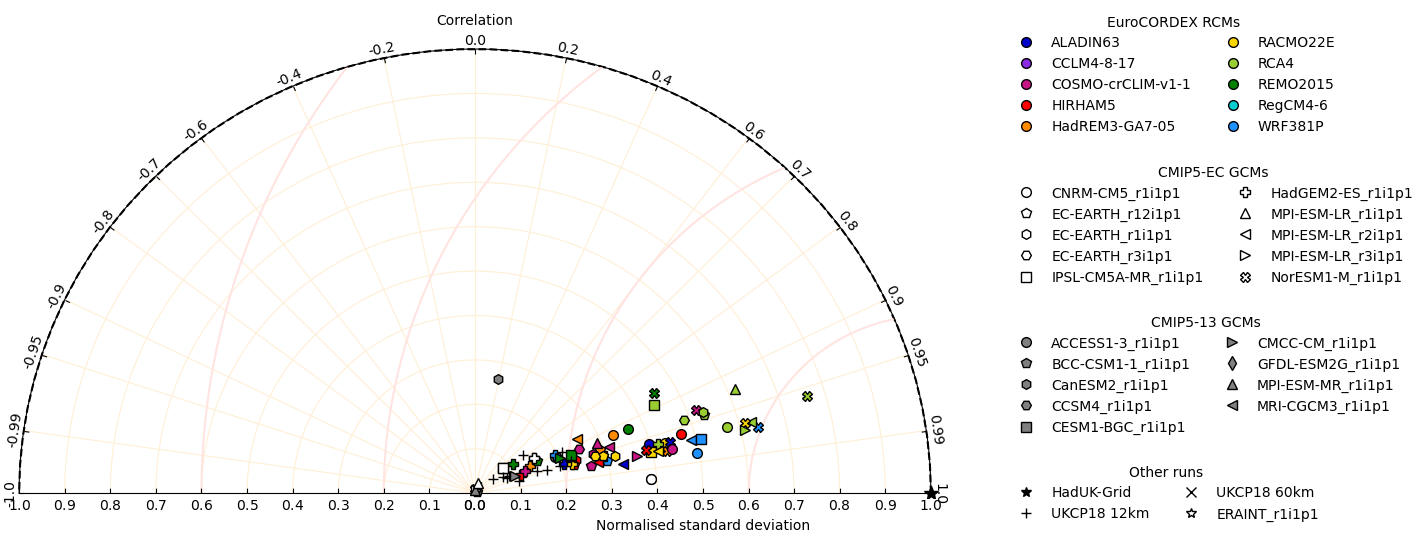 Correlation
0.0
-0.2
0.2
-0.4
0.4
-0.6
0.6
-0.7
0.7
-0.8
0.8
-0.9
0.9
-0.95
0.95
-0.99
0.99
-1.0
1.0
1.0 0.9 0.8 0.7 0.6 0.5 0.4 0.3 0.2 0.1 0.0 0.1 0.2 0.3 0.4 0.5 0.6 0.7 0.8 0.9 1.0
Normalised standard deviation
EuroCORDEX RCMs
ALADIN63 RACMO22E
CCLM4-8-17 RCA4
COSMO-crCLIM-v1-1 REMO2015
HIRHAM5 RegCM4-6
HadREM3-GA7-05 WRF381P
CMIP5-EC GCMs
CNRM-CM5_r1i1p1 HadGEM2-ES_r1i1p1
EC-EARTH_r12i1p1 MPI-ESM-LR_r1i1p1
EC-EARTH_r1i1p1 MPI-ESM-LR_r2i1p1
EC-EARTH_r3i1p1 MPI-ESM-LR_r3i1p1
IPSL-CM5A-MR_r1i1p1 NorESM1-M_r1i1p1
CMIP5-13 GCMs
ACCESS1-3_r1i1p1 CMCC-CM_r1i1p1
BCC-CSM1-1_r1i1p1 GFDL-ESM2G_r1i1p1
CanESM2_r1i1p1 MPI-ESM-MR_r1i1p1
CCSM4_r1i1p1 MRI-CGCM3_r1i1p1
CESM1-BGC_r1i1p1
Other runs
HadUK-Grid UKCP18 60km
UKCP18 12km ERAINT_r1i1p1